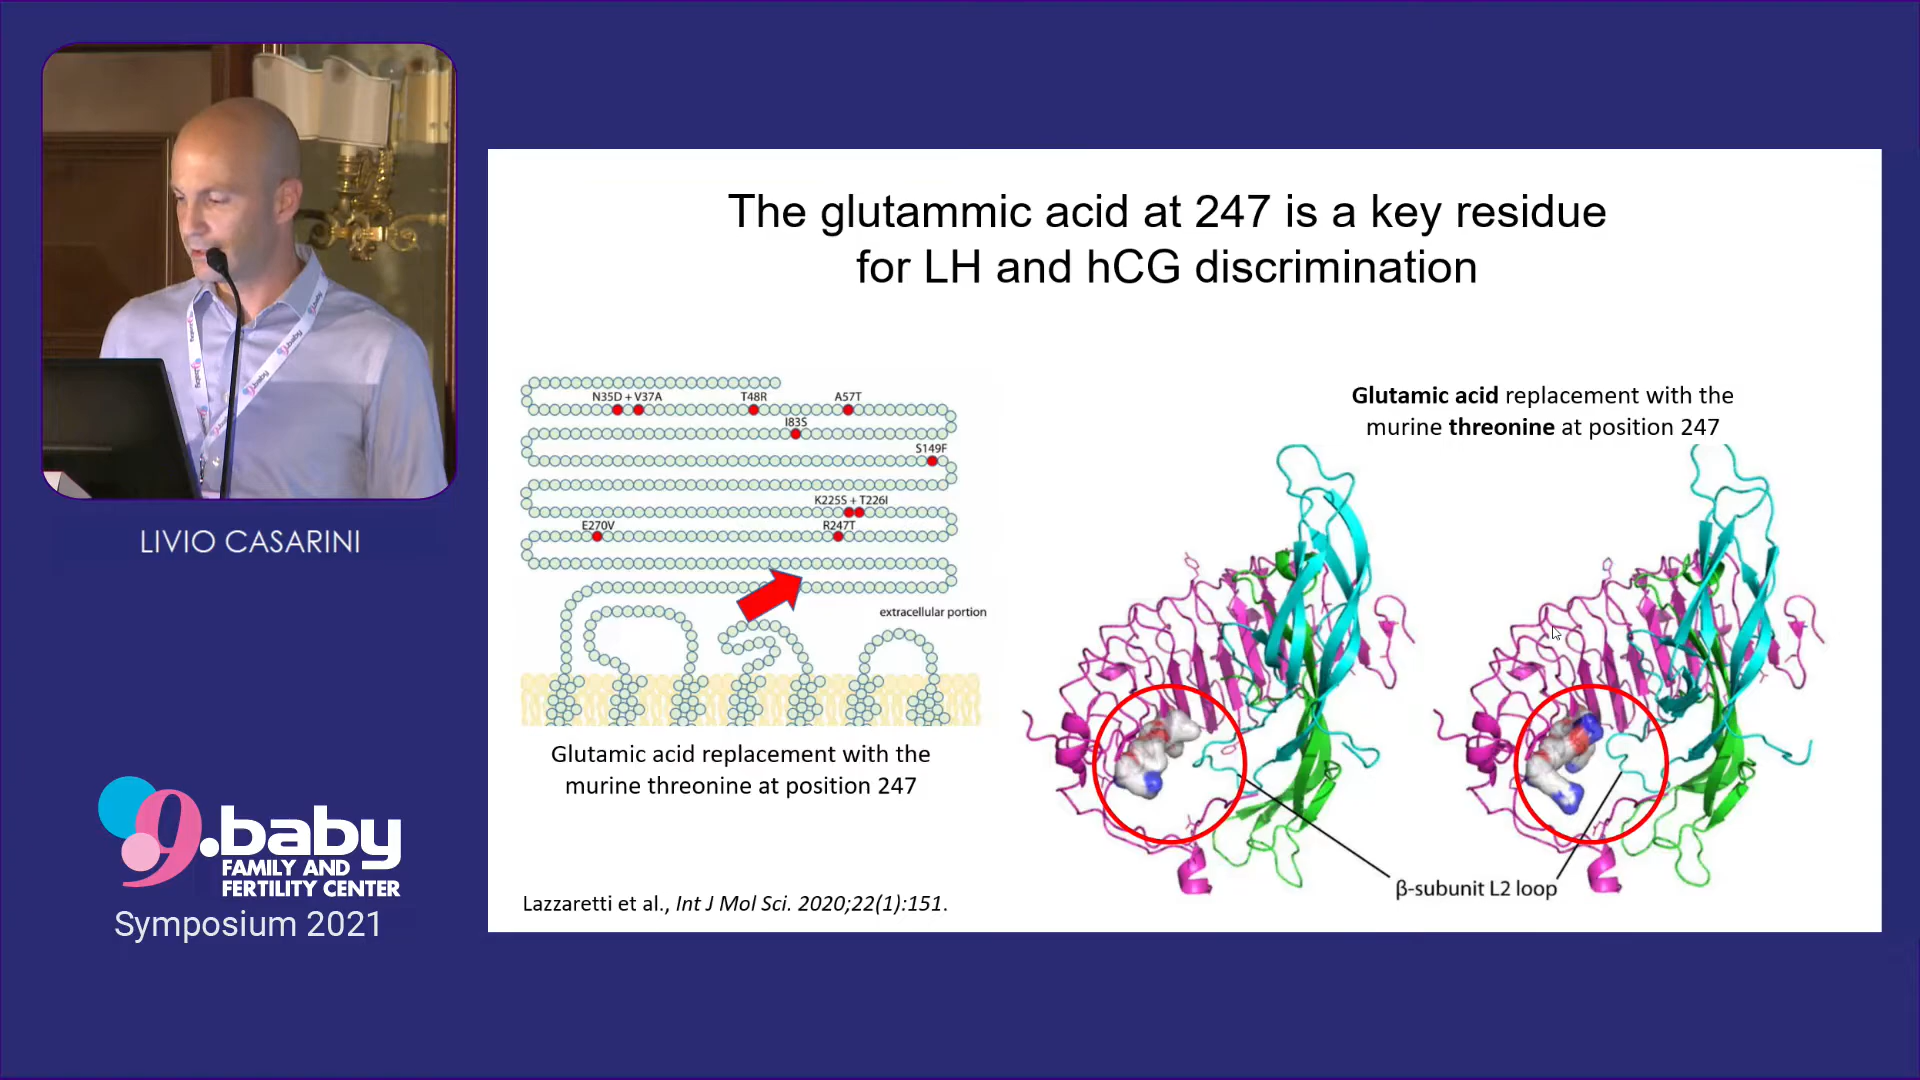 The glutammic acid at 247 is a key residue
for LH and hCG discrimination
N35D + V37A
T48R
A57T
I83S
S149F
K225S + T226I
E270V
R247T
extracellular portion
Glutamic acid replacement with the
murine threonine at position 247
Lazzaretti et al., Int J Mol Sci. 2020;22(1):151.
Glutamic acid replacement with the
murine threonine at position 247
β-subunit L2 loop
LIVIO CASARINI
9.baby
FAMILY AND
FERTILITY CENTER
Symposium 2021
9.baby